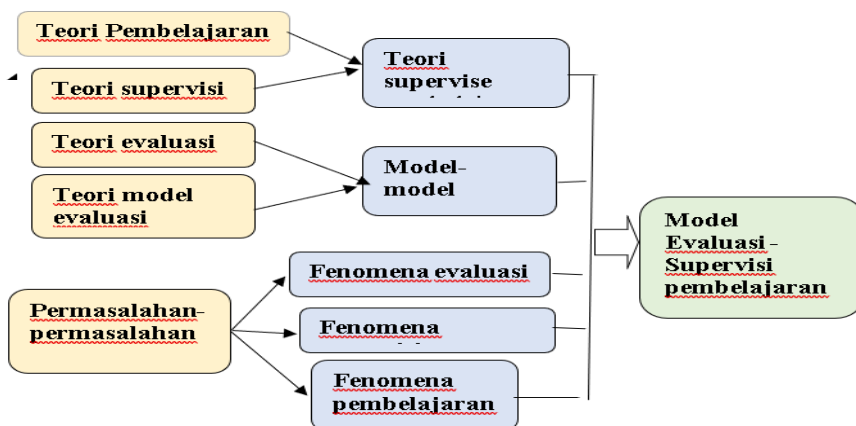 Teori Pembelajaran
Teori supervisi
Teori evaluasi
Teori model
evaluasi
Permasalahan-
permasalahan
Teori
supervise
Model-
model
Fenomena evaluasi
Fenomena
Fenomena
pembelajaran
Model
Evaluasi -
Supervisi
pembelajaran